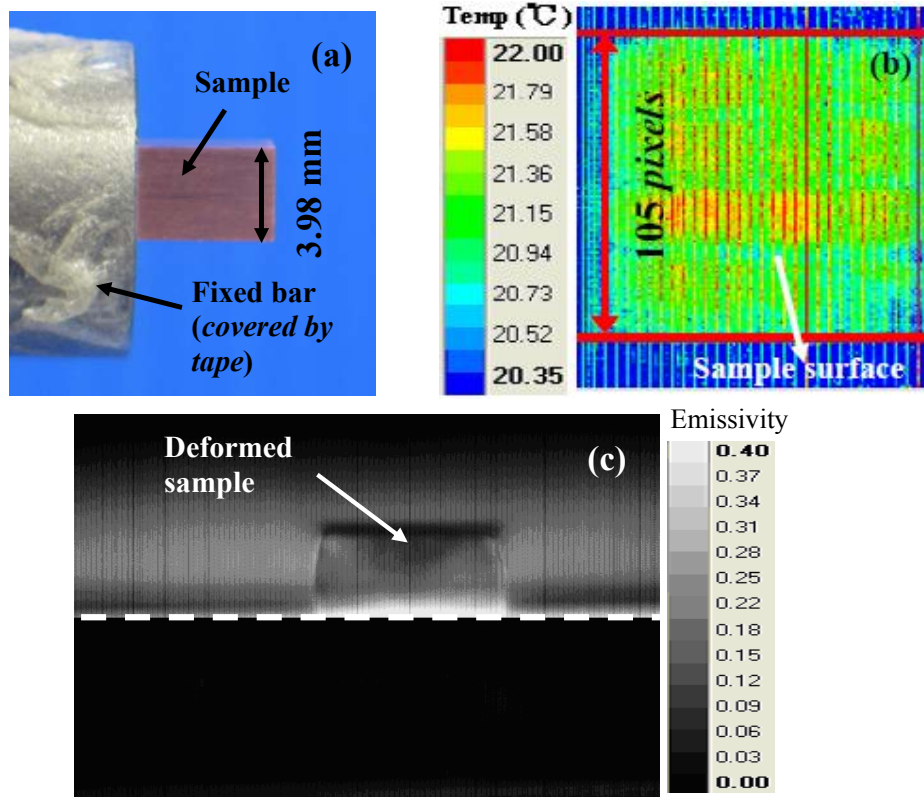 (a)
Sample
3.98 mm
Fixed bar
(covered by
tape)
Temp (℃)
22.00
21.79
21.58
21.36
21.15
20.94
20.73
20.52
20.35
(b)
105 pixels
Sample surface
Deformed
sample
(c)
Emissivity
0.40
0.37
0.34
0.31
0.28
0.25
0.22
0.18
0.15
0.12
0.09
0.06
0.03
0.00